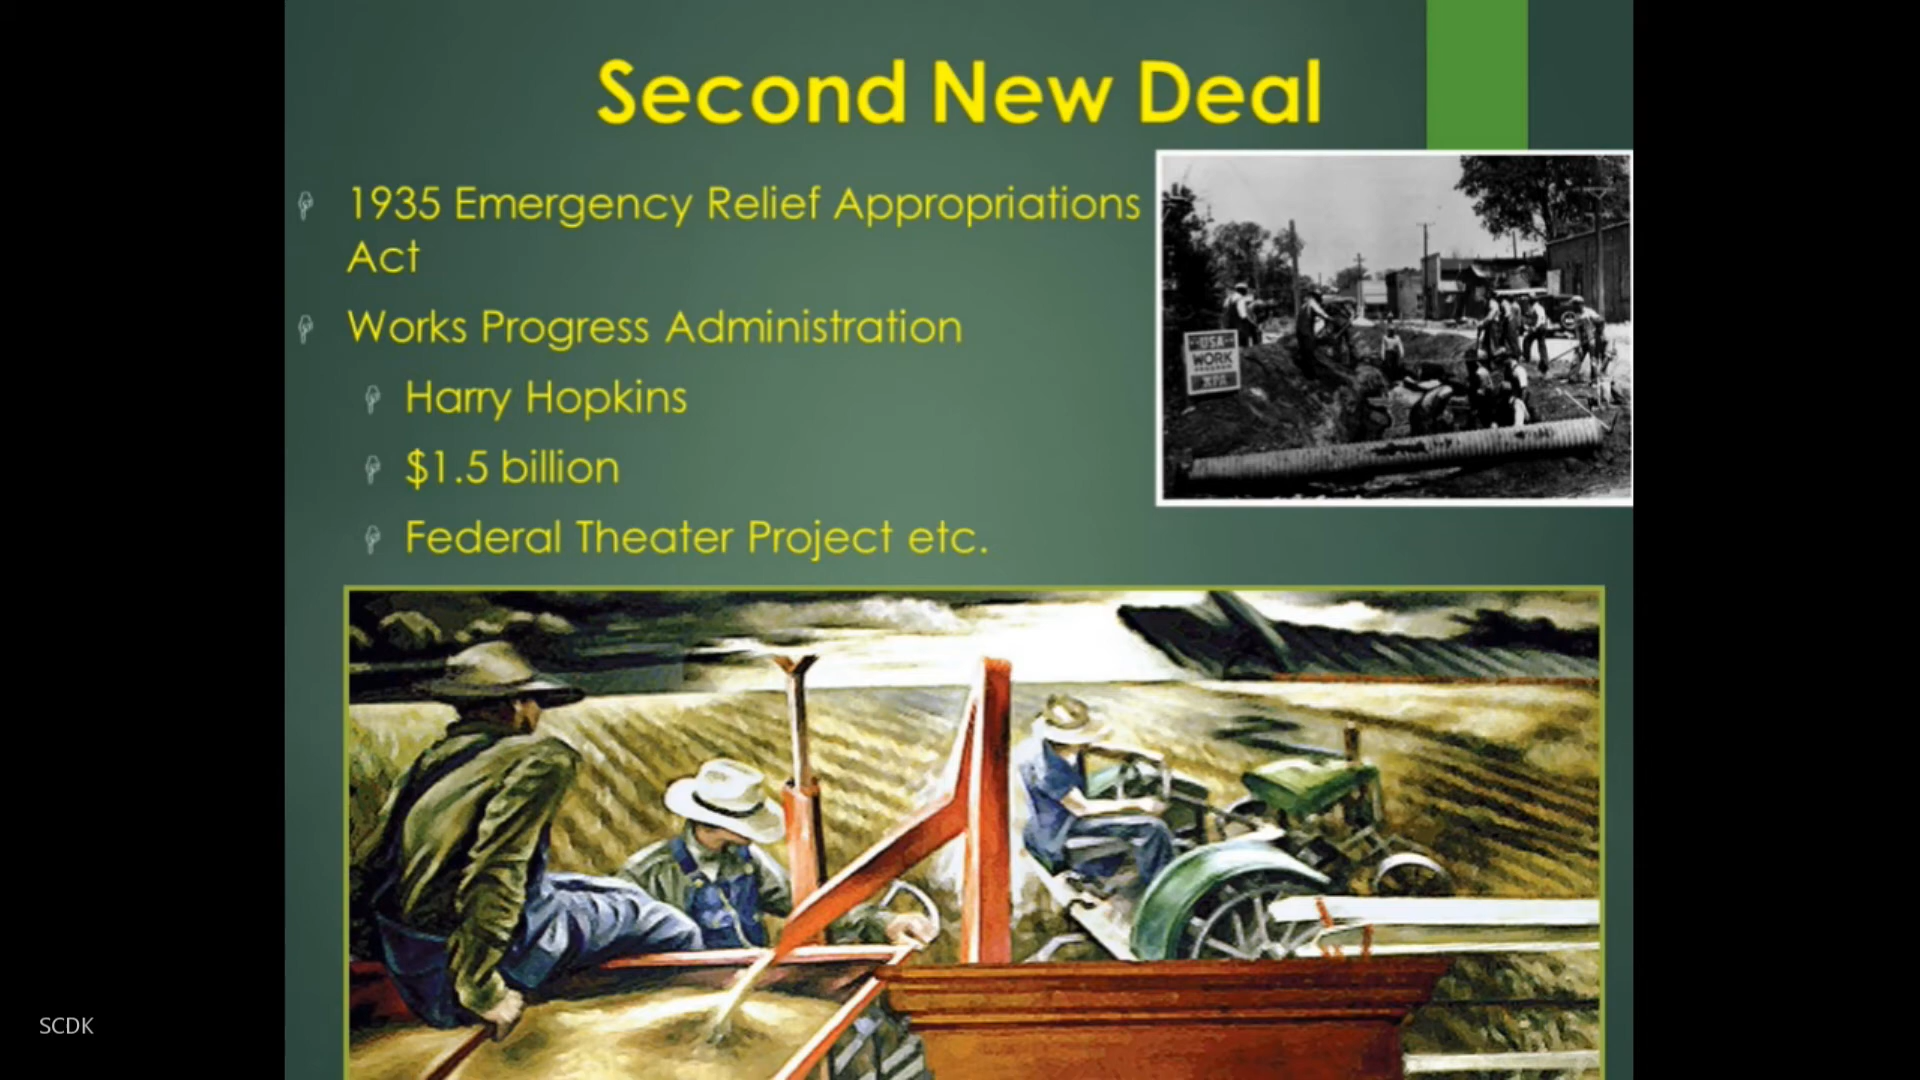 Second New Deal
1935 Emergency Relief Appropriations
Act
Works Progress Administration
Harry Hopkins
$1.5 billion
Federal Theater Project etc.
USA
WORK
PROGRAM
WPA
SCDK